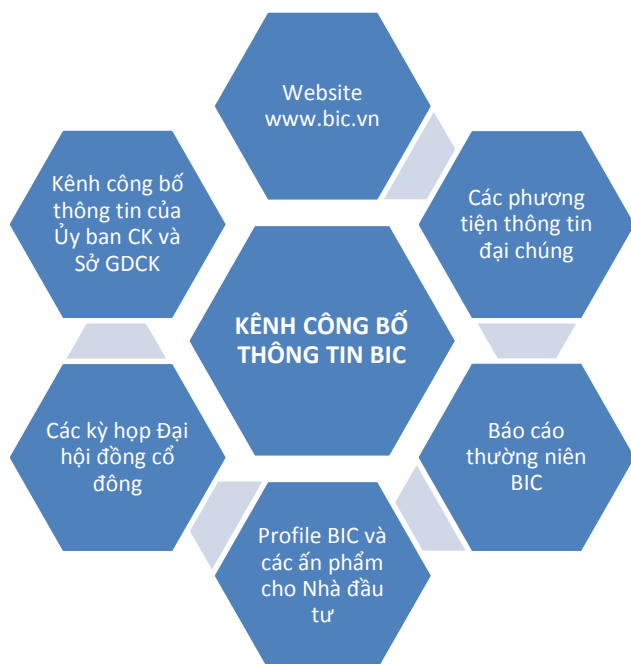 Website
www.bic.vn
Các phương
tiện thông tin
đại chúng
Báo cáo
thường niên
BIC
Profile BIC và
các ấn phẩm
cho Nhà đầu
tư
Các kỳ họp Đại
hội đồng cổ
đông
Kênh công bố
thông tin của
Ủy ban CK và
Sở GDCK
KÊNH CÔNG BỐ
THÔNG TIN BIC